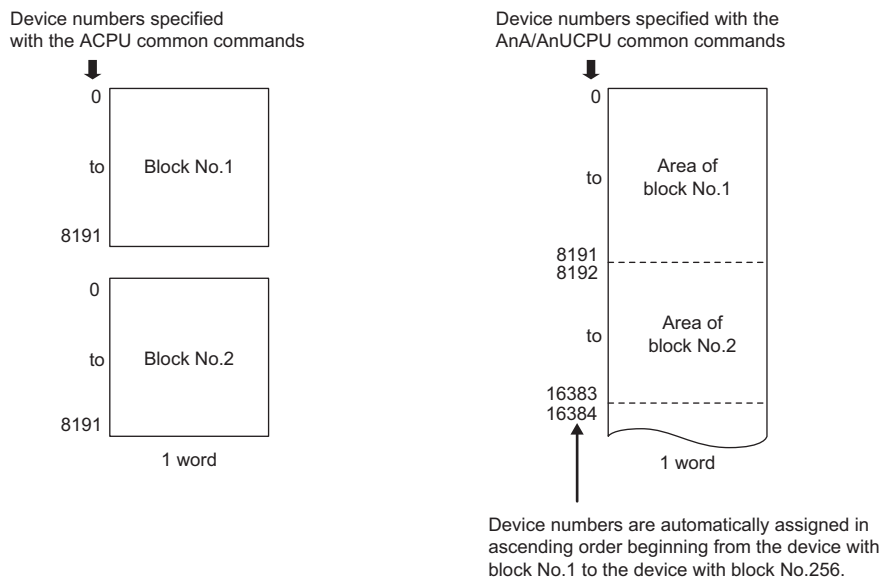 Device numbers specified
with the ACPU common commands
0
to
Block No.1
8191
0
to
Block No.2
8191
1 word
Device numbers specified with the
AnA/AnUCPU common commands
0
to
Area of
block No.1
8191
8192
to
Area of
block No.2
16383
16384
1 word
Device numbers are automatically assigned in
ascending order beginning from the device with
block No.1 to the device with block No.256.